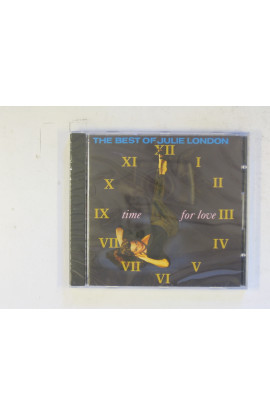 THE BEST OF JULIE LONDON
XII
XI I
X II
IX time for love III
VIII IV
VII V
VI